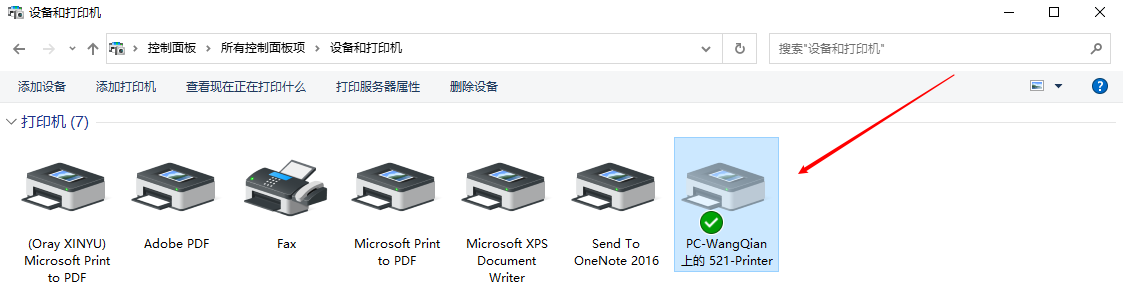 设备和打印机
控制面板 > 所有控制面板项 > 设备和打印机
搜索"设备和打印机"
添加设备 添加打印机 查看现在正在打印什么 打印服务器属性 删除设备
打印机 (7)
(Oray XINYU)
Microsoft Print
to PDF
Adobe PDF
Fax
Microsoft Print
to PDF
Microsoft XPS
Document
Writer
Send To
OneNote 2016
PC-WangQian
上的 521-Printer